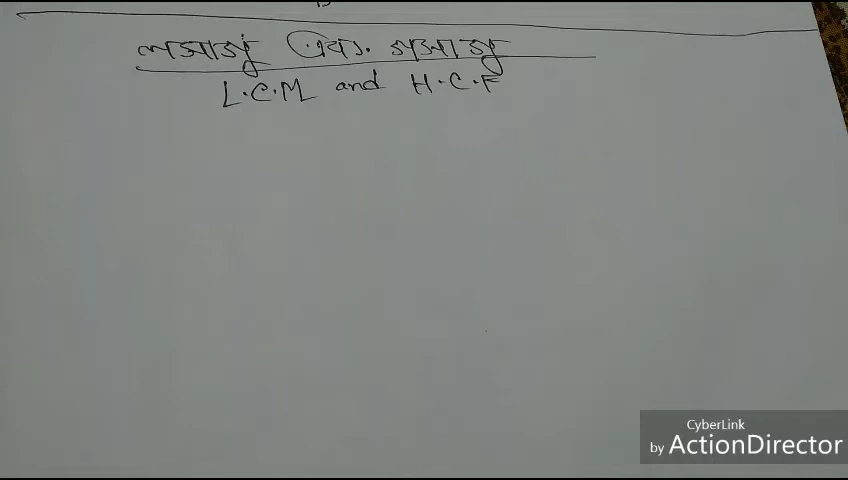 লসাগু এবং গসাগু
L.C.M and H.C.F
CyberLink
by ActionDirector